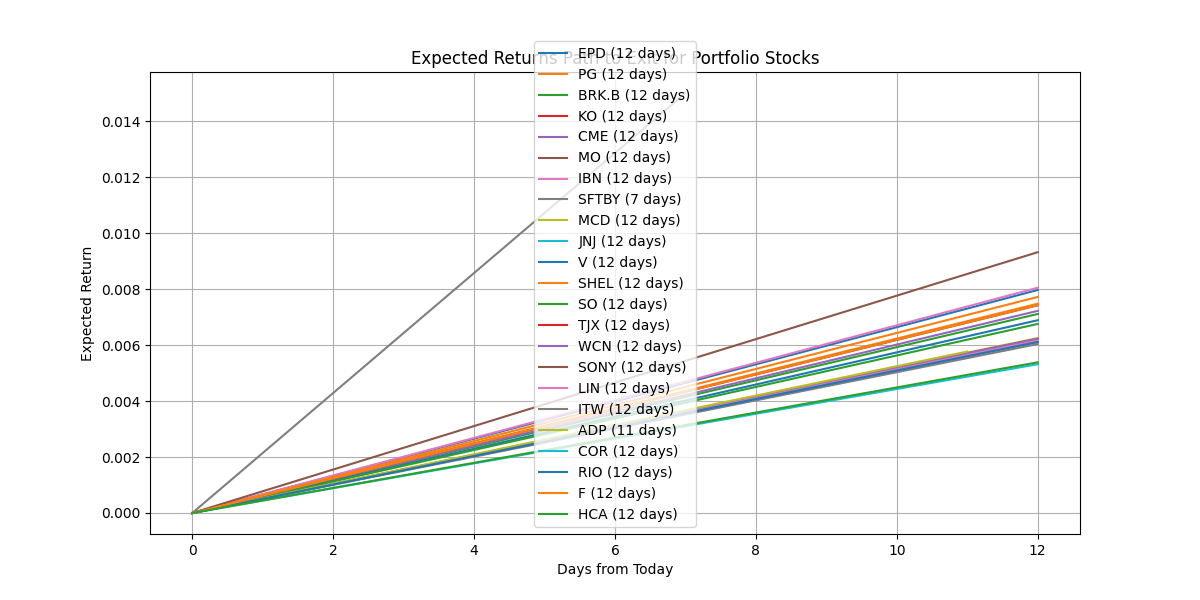 Expected Returns Path to Exit for Portfolio Stocks
EPD (12 days)
PG (12 days)
BRK.B (12 days)
KO (12 days)
CME (12 days)
MO (12 days)
IBN (12 days)
SFTBY (7 days)
MCD (12 days)
JNJ (12 days)
V (12 days)
SHEL (12 days)
SO (12 days)
TJX (12 days)
WCN (12 days)
SONY (12 days)
LIN (12 days)
ITW (12 days)
ADP (11 days)
COR (12 days)
RIO (12 days)
F (12 days)
HCA (12 days)
Expected Return
0.014
0.012
0.010
0.008
0.006
0.004
0.002
0.000
0 2 4 6 8 10 12
Days from Today